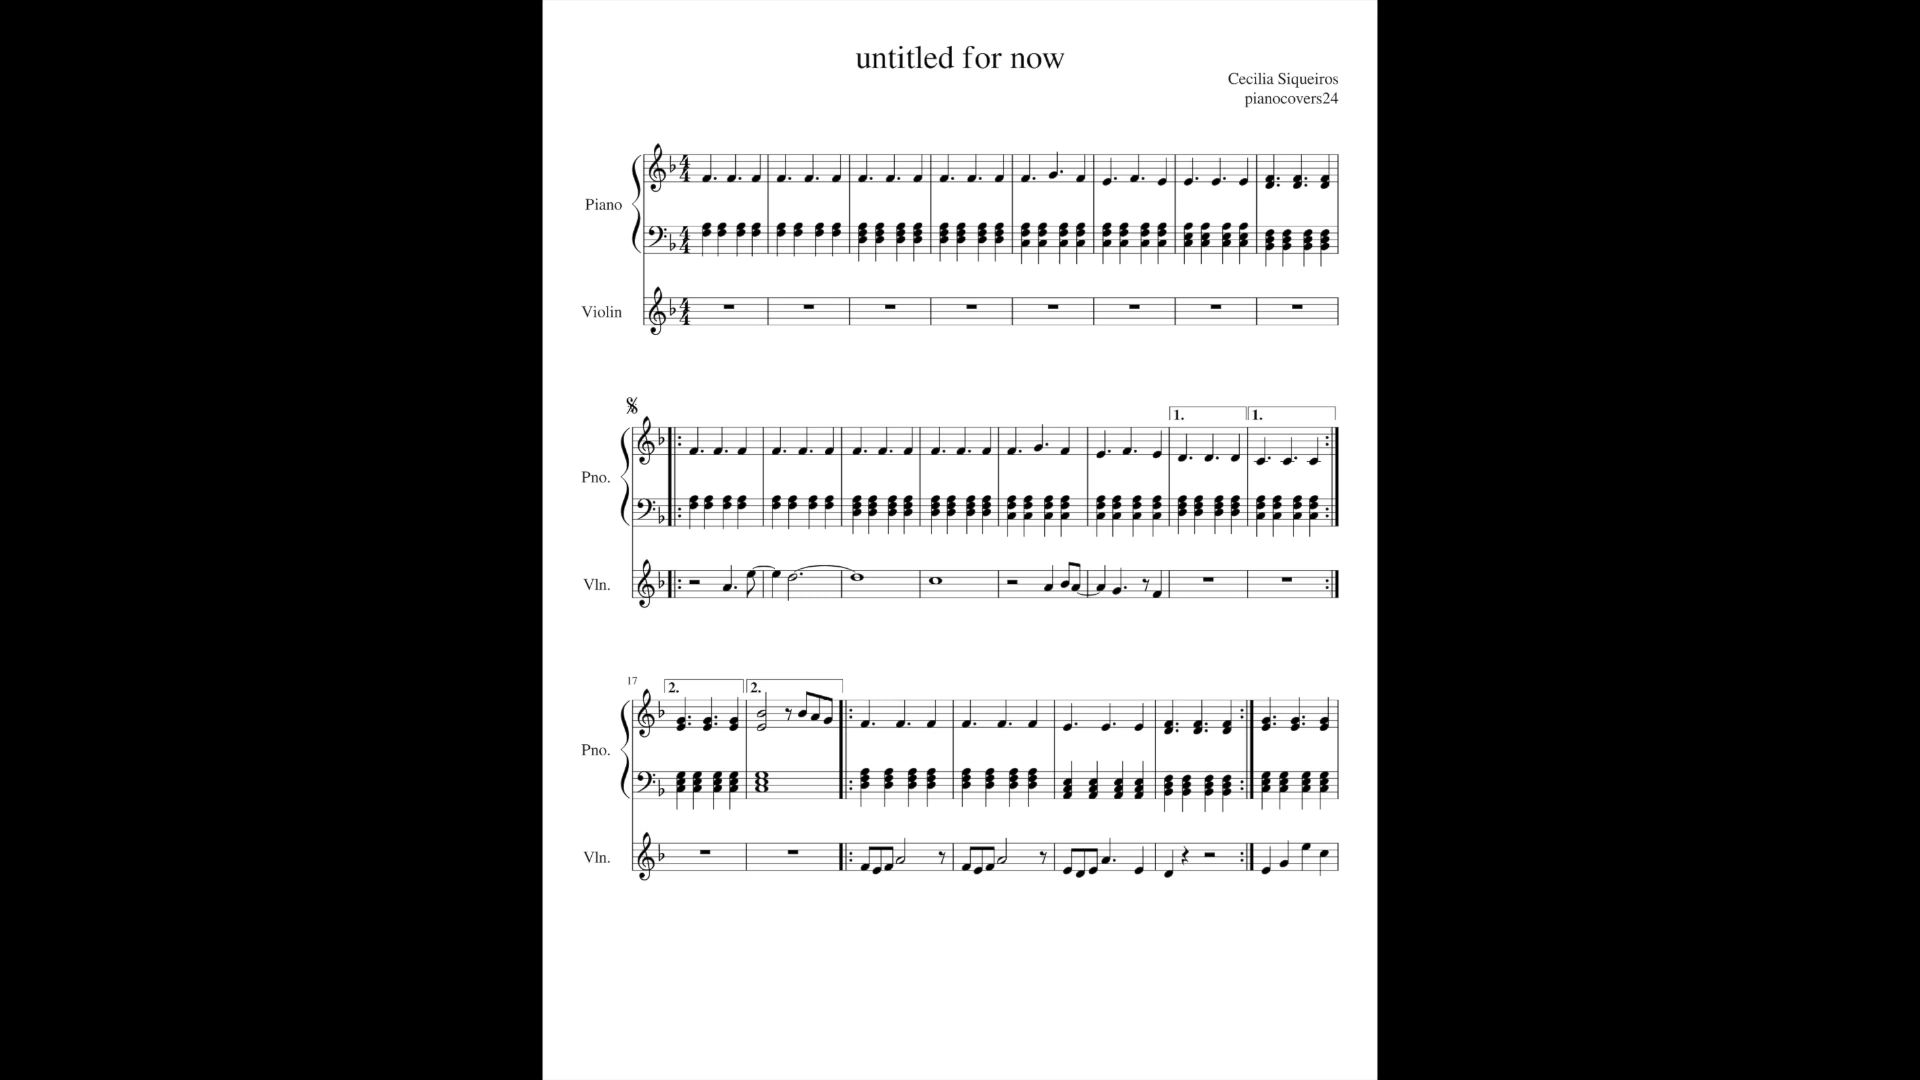 untitled for now
Cecilia Siqueiros
pianocovers24
Piano
Violin
1.
1.
Pno.
Vln.
17
2.
2.
Pno.
Vln.